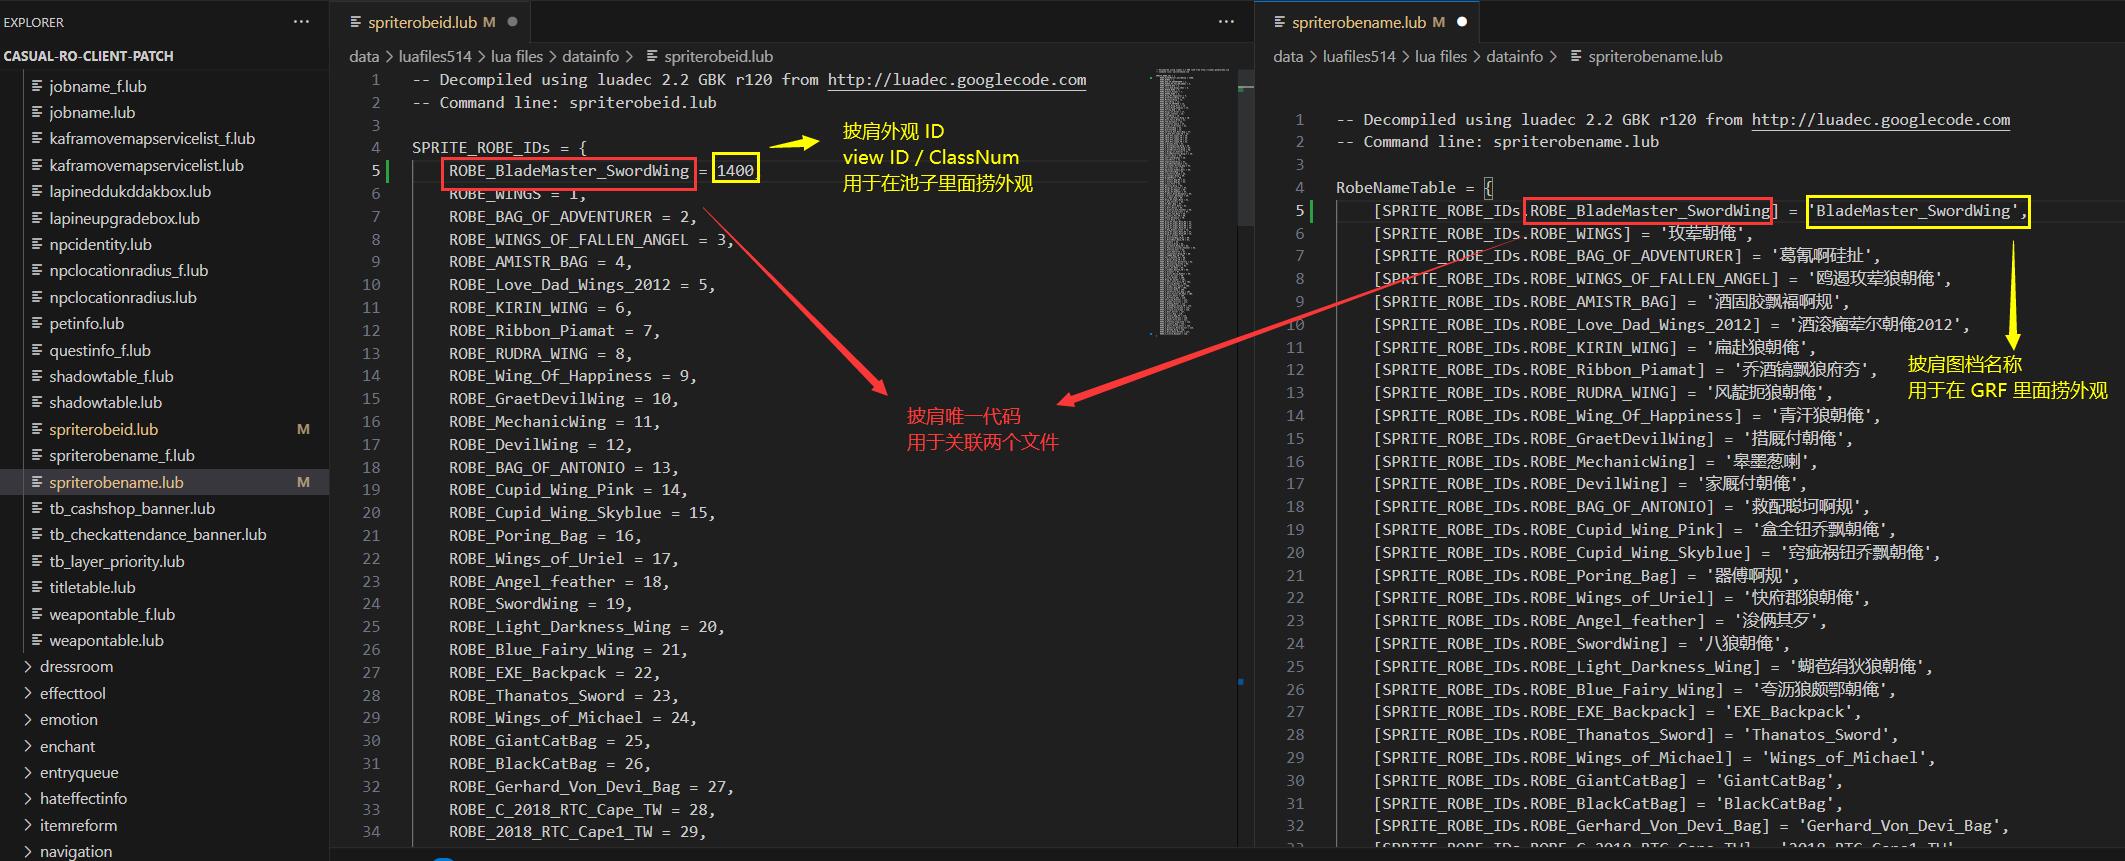 EXPLORER
CASUAL-RO-CLIENT-PATCH
jobname_f.lub
jobname.lub
kaframovemapservicelist_f.lub
kaframovemapservicelist.lub
lapineddukddakbox.lub
lapineupgradebox.lub
npcidentity.lub
npclocationradius_f.lub
npclocationradius.lub
petinfo.lub
questinfo_f.lub
shadowtable_f.lub
shadowtable.lub
spriterobeid.lub M
spriterobename_f.lub
spriterobename.lub M
tb_cashshop_banner.lub
tb_checkattendance_banner.lub
tb_layer_priority.lub
titletable.lub
weapontable_f.lub
weapontable.lub
dressroom
effecttool
emotion
enchant
entryqueue
hateffectinfo
itemreform
navigation
spriterobeid.lub M
data > luafiles514 > lua files > datainfo > spriterobeid.lub
1 -- Decompiled using luadec 2.2 GBK r120 from http://luadec.googlecode.com
2 -- Command line: spriterobeid.lub
3
4 SPRITE_ROBE_IDs = {
5 ROBE_BladeMaster_SwordWing = 1400
6 ROBE_WINGS = 1,
7 ROBE_BAG_OF_ADVENTURER = 2,
8 ROBE_WINGS_OF_FALLEN_ANGEL = 3,
9 ROBE_AMISTR_BAG = 4,
10 ROBE_Love_Dad_Wings_2012 = 5,
11 ROBE_KIRIN_WING = 6,
12 ROBE_Ribbon_Piamat = 7,
13 ROBE_RUDRA_WING = 8,
14 ROBE_Wing_Of_Happiness = 9,
15 ROBE_GraetDevilWing = 10,
16 ROBE_MechanicWing = 11,
17 ROBE_DevilWing = 12,
18 ROBE_BAG_OF_ANTONIO = 13,
19 ROBE_Cupid_Wing_Pink = 14,
20 ROBE_Cupid_Wing_Skyblue = 15,
21 ROBE_Poring_Bag = 16,
22 ROBE_Wings_of_Uriel = 17,
23 ROBE_Angel_feather = 18,
24 ROBE_SwordWing = 19,
25 ROBE_Light_Darkness_Wing = 20,
26 ROBE_Blue_Fairy_Wing = 21,
27 ROBE_EXE_Backpack = 22,
28 ROBE_Thanatos_Sword = 23,
29 ROBE_Wings_of_Michael = 24,
30 ROBE_GiantCatBag = 25,
31 ROBE_BlackCatBag = 26,
32 ROBE_Gerhard_Von_Devi_Bag = 27,
33 ROBE_C_2018_RTC_Cape_TW = 28,
34 ROBE_2018_RTC_Cape1_TW = 29,
披肩外观 ID
view ID / ClassNum
用于在池子里面捞外观
披肩唯一代码
用于关联两个文件
spriterobename.lub M
data > luafiles514 > lua files > datainfo > spriterobename.lub
1 -- Decompiled using luadec 2.2 GBK r120 from http://luadec.googlecode.com
2 -- Command line: spriterobename.lub
3
4 RobeNameTable = {
5 [SPRITE_ROBE_IDs.ROBE_BladeMaster_SwordWing] = 'BladeMaster_SwordWing',
6 [SPRITE_ROBE_IDs.ROBE_WINGS] = '玫荤朝俺',
7 [SPRITE_ROBE_IDs.ROBE_BAG_OF_ADVENTURER] = '葛氰啊硅扯',
8 [SPRITE_ROBE_IDs.ROBE_WINGS_OF_FALLEN_ANGEL] = '鸥遏玫荤狼朝俺',
9 [SPRITE_ROBE_IDs.ROBE_AMISTR_BAG] = '酒固胶飘福啊规',
10 [SPRITE_ROBE_IDs.ROBE_Love_Dad_Wings_2012] = '酒滚瘤荤尔朝俺2012',
11 [SPRITE_ROBE_IDs.ROBE_KIRIN_WING] = '扁赴狼朝俺',
12 [SPRITE_ROBE_IDs.ROBE_Ribbon_Piamat] = '乔酒镐飘狼府夯',
13 [SPRITE_ROBE_IDs.ROBE_RUDRA_WING] = '风靛扼狼朝俺',
14 [SPRITE_ROBE_IDs.ROBE_Wing_Of_Happiness] = '青汗狼朝俺',
15 [SPRITE_ROBE_IDs.ROBE_GraetDevilWing] = '措厩付朝俺',
16 [SPRITE_ROBE_IDs.ROBE_MechanicWing] = '皋墨葱喇',
17 [SPRITE_ROBE_IDs.ROBE_DevilWing] = '家厩付朝俺',
18 [SPRITE_ROBE_IDs.ROBE_BAG_OF_ANTONIO] = '救配聪坷啊规',
19 [SPRITE_ROBE_IDs.ROBE_Cupid_Wing_Pink] = '盒全钮乔飘朝俺',
20 [SPRITE_ROBE_IDs.ROBE_Cupid_Wing_Skyblue] = '窍疵祸钮乔飘朝俺',
21 [SPRITE_ROBE_IDs.ROBE_Poring_Bag] = '器傅啊规',
22 [SPRITE_ROBE_IDs.ROBE_Wings_of_Uriel] = '快府郡狼朝俺',
23 [SPRITE_ROBE_IDs.ROBE_Angel_feather] = '浚俩其歹',
24 [SPRITE_ROBE_IDs.ROBE_SwordWing] = '八狼朝俺',
25 [SPRITE_ROBE_IDs.ROBE_Light_Darkness_Wing] = '蝴苞绢狄狼朝俺',
26 [SPRITE_ROBE_IDs.ROBE_Blue_Fairy_Wing] = '夸沥狼颇鄂朝俺',
27 [SPRITE_ROBE_IDs.ROBE_EXE_Backpack] = 'EXE_Backpack',
28 [SPRITE_ROBE_IDs.ROBE_Thanatos_Sword] = 'Thanatos_Sword',
29 [SPRITE_ROBE_IDs.ROBE_Wings_of_Michael] = 'Wings_of_Michael',
30 [SPRITE_ROBE_IDs.ROBE_GiantCatBag] = 'GiantCatBag',
31 [SPRITE_ROBE_IDs.ROBE_BlackCatBag] = 'BlackCatBag',
32 [SPRITE_ROBE_IDs.ROBE_Gerhard_Von_Devi_Bag] = 'Gerhard_Von_Devi_Bag',
披肩图档名称
用于在 GRF 里面捞外观